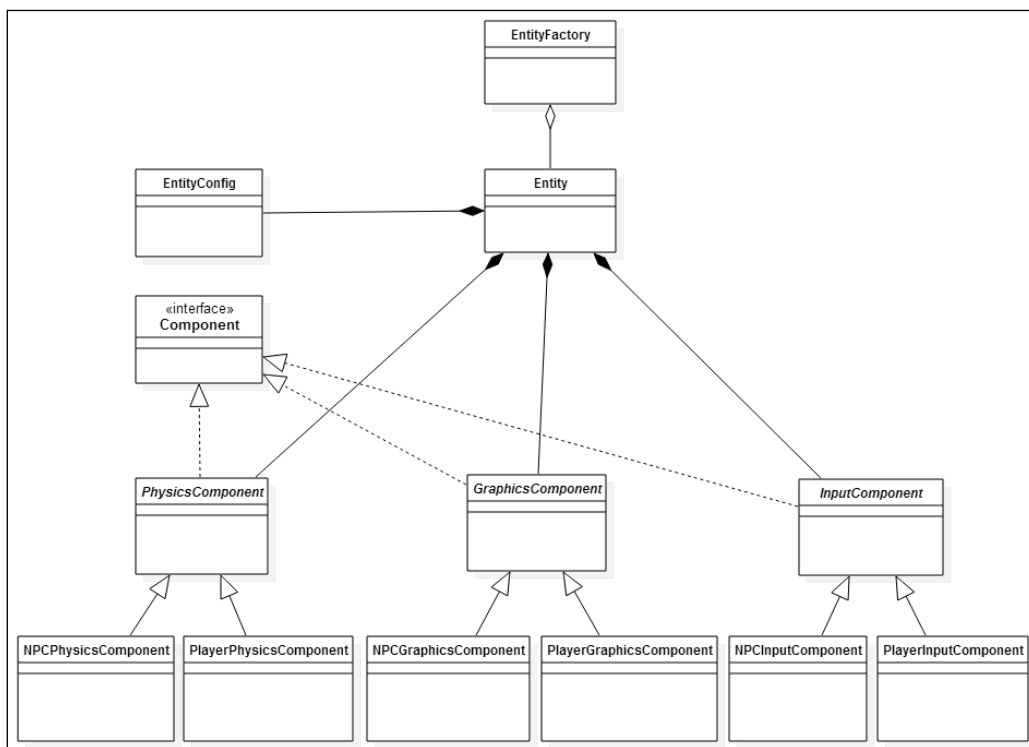 EntityFactory
EntityConfig
Entity
«interface»
Component
PhysicsComponent
GraphicsComponent
InputComponent
NPCPhysicsComponent
PlayerPhysicsComponent
NPCGraphicsComponent
PlayerGraphicsComponent
NPCInputComponent
PlayerInputComponent